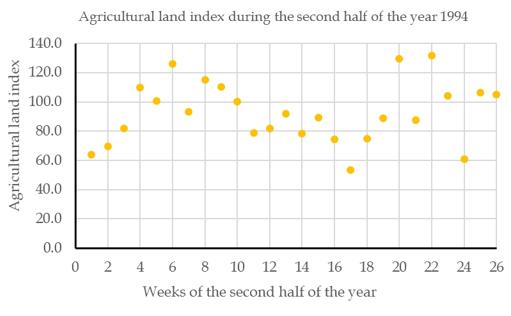 Agricultural land index during the second half of the year 1994
140.0
120.0
100.0
80.0
60.0
40.0
20.0
0.0
Agricultural land index
0 2 4 6 8 10 12 14 16 18 20 22 24 26
Weeks of the second half of the year